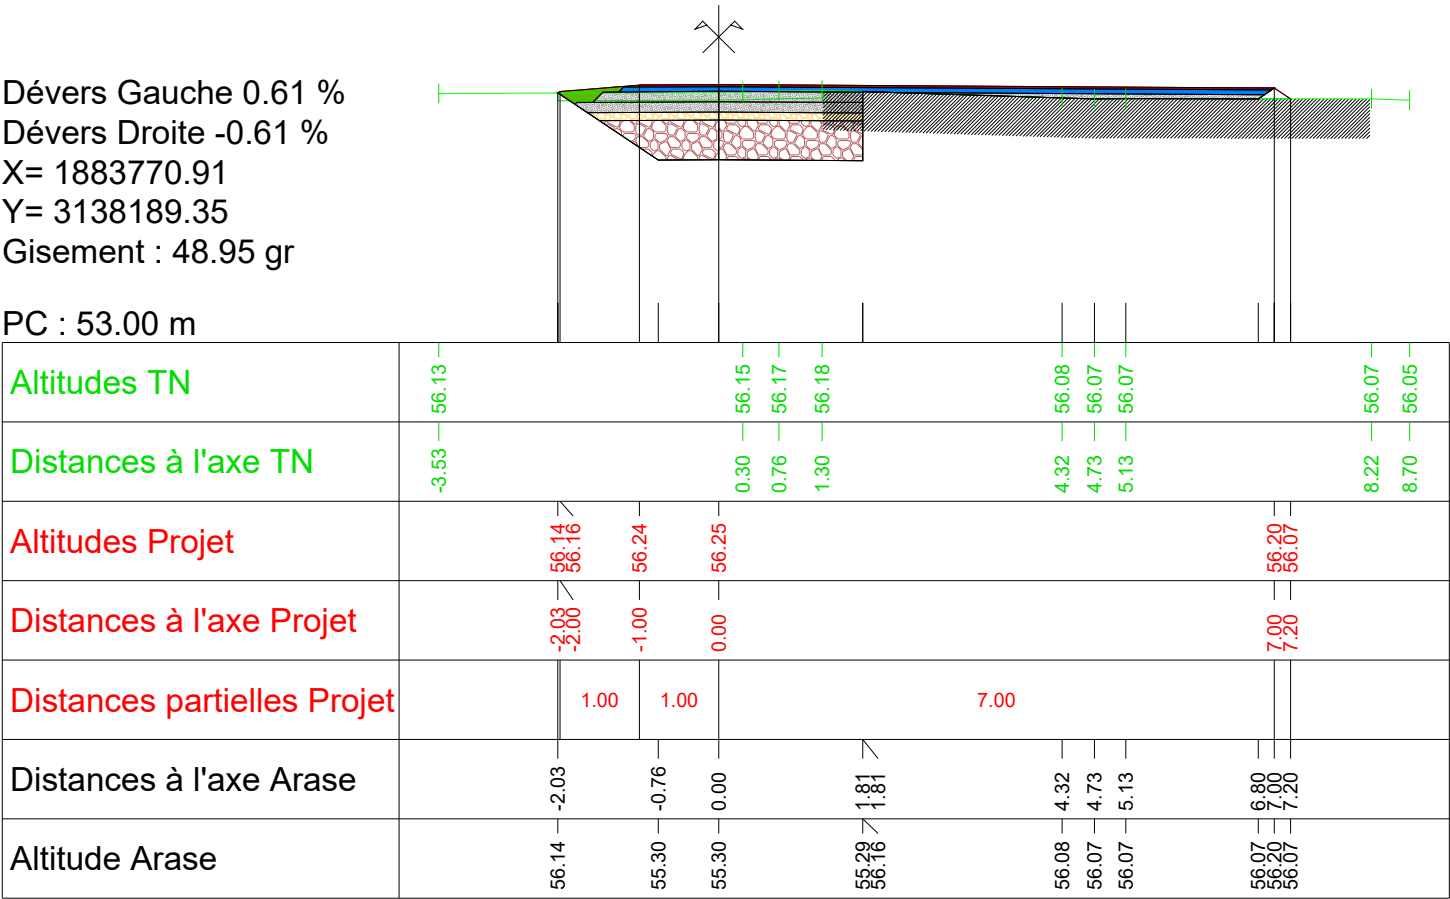 Dévers Gauche 0.61 %
Dévers Droite -0.61 %
X= 1883770.91
Y= 3138189.35
Gisement : 48.95 gr
PC : 53.00 m
Altitudes TN 56.13 56.15 56.17 56.18 56.08 56.07 56.07 56.07 56.05
Distances à l'axe TN -3.53 0.30 0.76 1.30 4.32 4.73 5.13 8.22 8.70
Altitudes Projet 56.14 56.16 56.24 56.25 56.20 56.07
Distances à l'axe Projet -2.03 -2.00 -1.00 0.00 7.00 7.20
Distances partielles Projet 1.00 1.00 7.00
Distances à l'axe Arase -2.03 -0.76 0.00 1.81 1.81 4.32 4.73 5.13 6.80 7.00 7.20
Altitude Arase 56.14 55.30 55.30 55.29 56.16 56.08 56.07 56.07 56.07 56.20 56.07